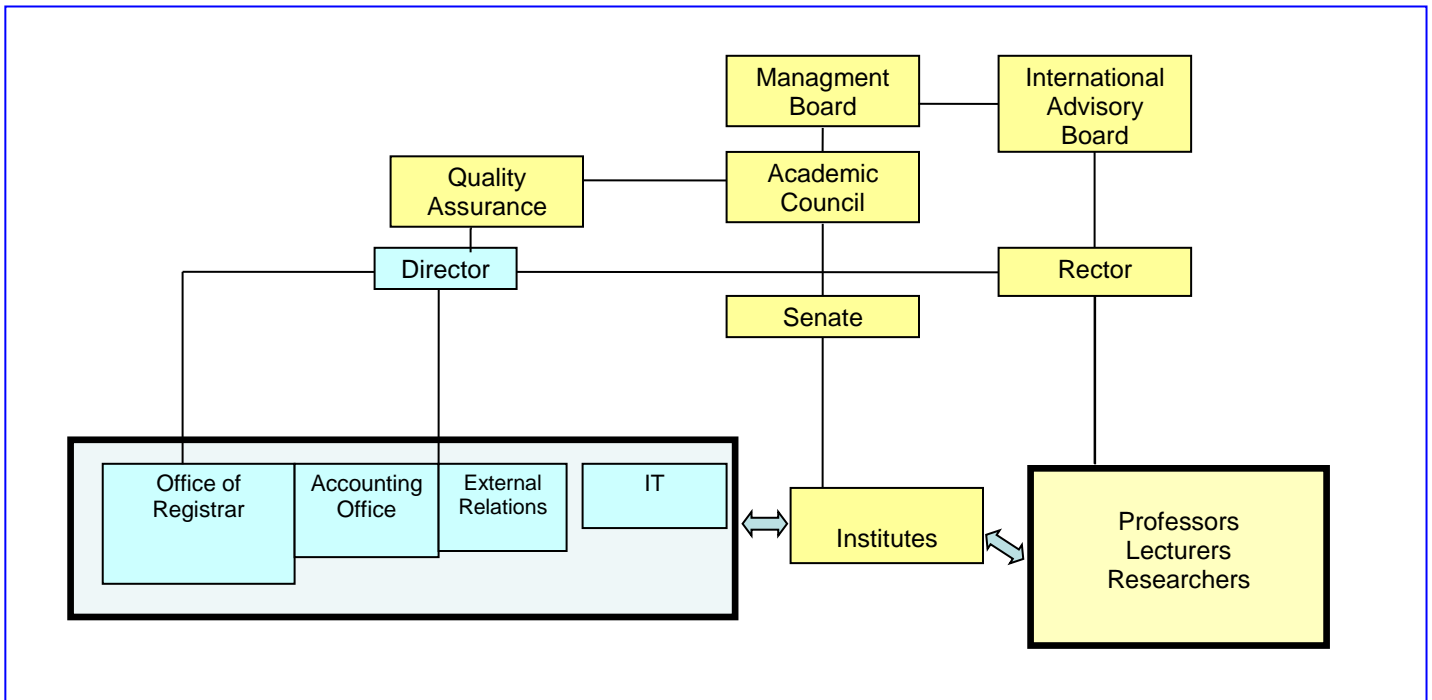 Managment
Board
International
Advisory
Board
Quality
Assurance
Academic
Council
Director
Rector
Senate
Office of
Registrar
Accounting
Office
External
Relations
IT
Institutes
Professors
Lecturers
Researchers